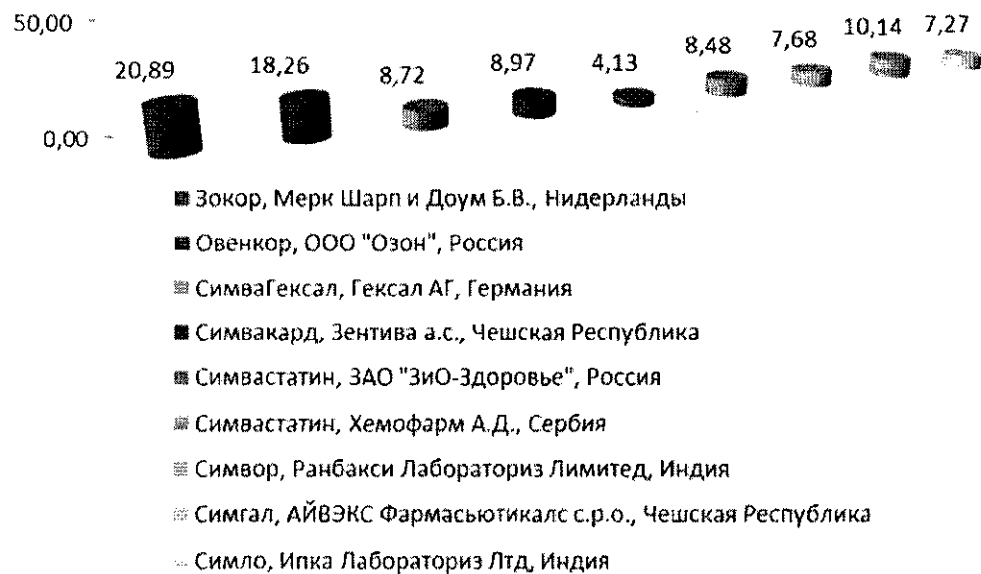 50,00
20,89 18,26 8,72 8,97 4,13 8,48 7,68 10,14 7,27
0,00
Зокор, Мерк Шарп и Доум Б.В., Нидерланды
Овенкор, ООО "Озон", Россия
СимваГексал, Гексал АГ, Германия
Симвакард, Зентива а.с., Чешская Республика
Симвастатин, ЗАО "ЗиО-Здоровье", Россия
Симвастатин, Хемофарм А.Д., Сербия
Симвор, Ранбакси Лабораториз Лимитед, Индия
Симгал, АЙВЭКС Фармасьютикалс с.р.о., Чешская Республика
Симло, Ипка Лабораториз Лтд, Индия